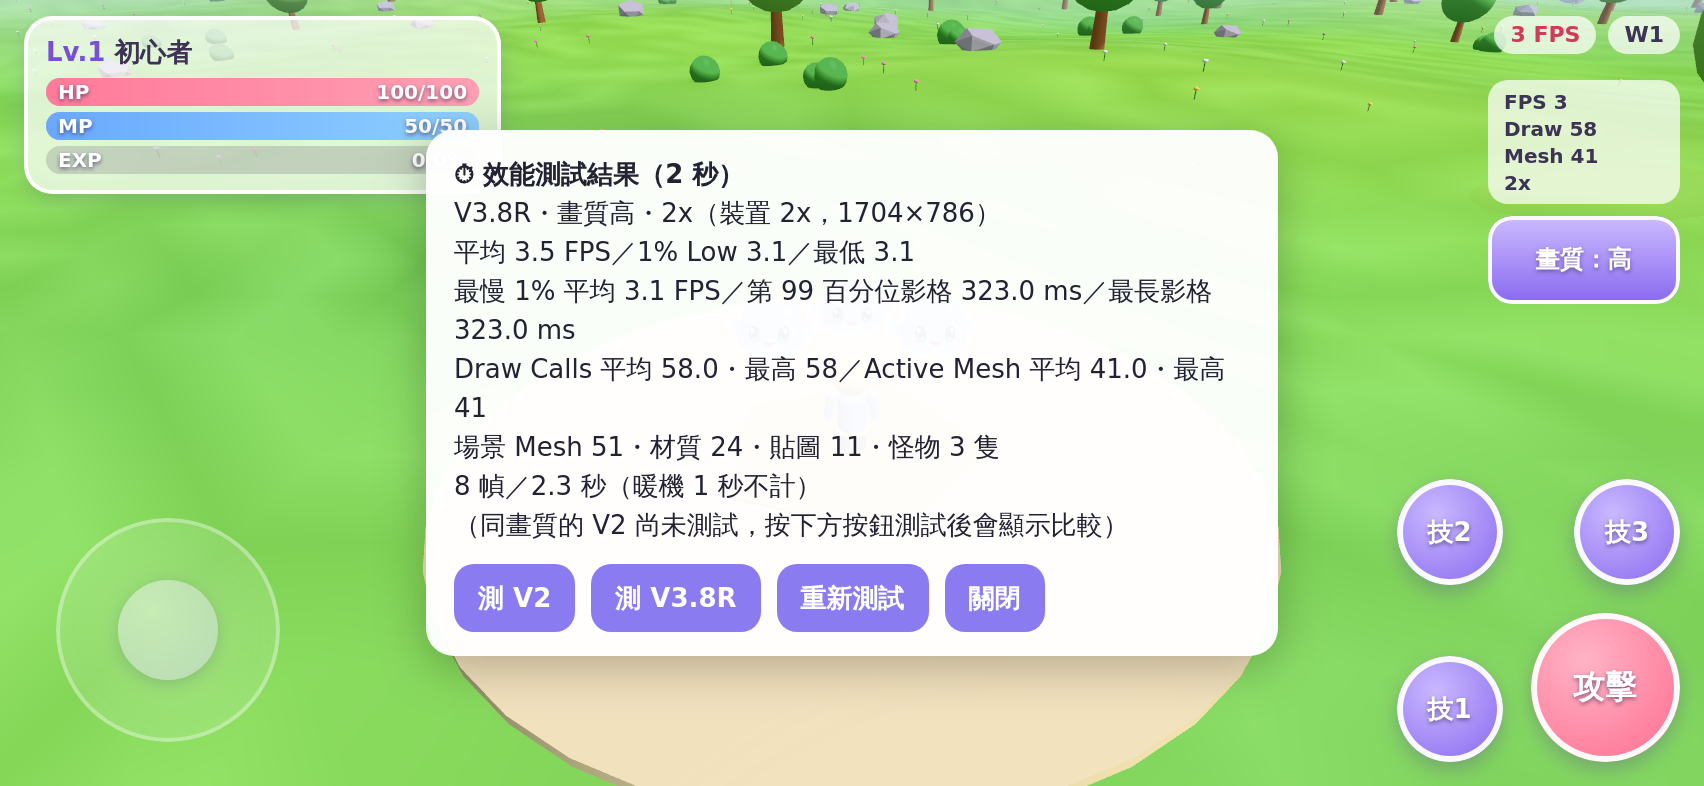 Lv.1 初心者
HP 100/100
MP 50/50
EXP 0
3 FPS W1
FPS 3
Draw 58
Mesh 41
2x
畫質：高
⏱ 效能測試結果（2 秒）
V3.8R・畫質高・2x（裝置 2x，1704×786）
平均 3.5 FPS／1% Low 3.1／最低 3.1
最慢 1% 平均 3.1 FPS／第 99 百分位影格 323.0 ms／最長影格
323.0 ms
Draw Calls 平均 58.0・最高 58／Active Mesh 平均 41.0・最高
41
場景 Mesh 51・材質 24・貼圖 11・怪物 3 隻
8 幀／2.3 秒（暖機 1 秒不計）
（同畫質的 V2 尚未測試，按下方按鈕測試後會顯示比較）
測 V2 測 V3.8R 重新測試 關閉
技2 技3
技1 攻擊